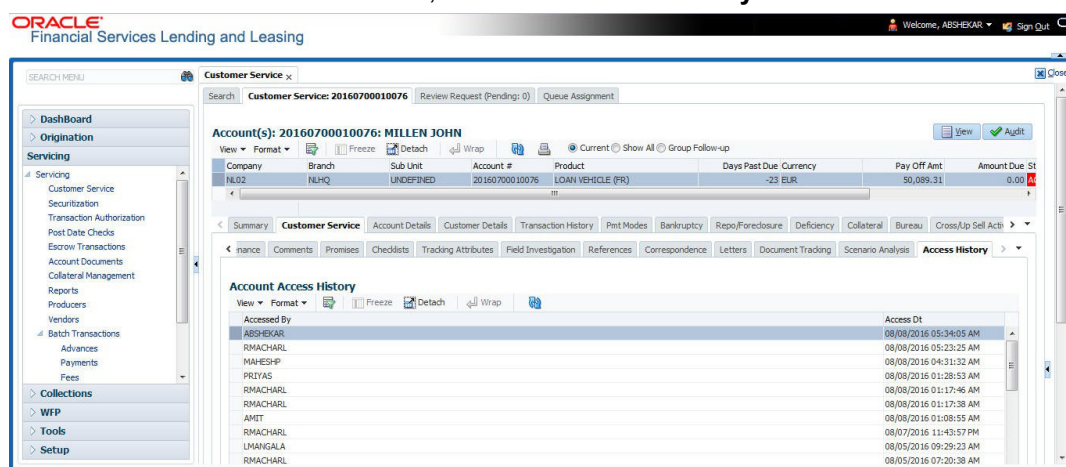 ORACLE
Financial Services Lending and Leasing
Welcome, ABSHEKAR
Sign Out
SEARCH MENU
Customer Service x
Close
Search Customer Service: 20160700010076 Review Request (Pending: 0) Queue Assignment
DashBoard
Origination
Servicing
Servicing
Customer Service
Securitization
Transaction Authorization
Post Date Checks
Escrow Transactions
Account Documents
Collateral Management
Reports
Producers
Vendors
Batch Transactions
Advances
Payments
Fees
Collections
WFP
Tools
Setup
Account(s): 20160700010076: MILLEN JOHN
View Audit
View Format Freeze Detach Wrap Current Show All Group Follow-up
Company Branch Sub Unit Account # Product Days Past Due Currency Pay Off Amt Amount Due St
NL02 NLHQ UNDEFINED 20160700010076 LOAN VEHICLE (FR) -23 EUR 50,089.31 0.00
Summary Customer Service Account Details Customer Details Transaction History Pmt Modes Bankruptcy Repo/Foreclosure Deficiency Collateral Bureau Cross/Up Sell Activ
nance Comments Promises Checklists Tracking Attributes Field Investigation References Correspondence Letters Document Tracking Scenario Analysis Access History
Account Access History
View Format Freeze Detach Wrap
Accessed By Access Dt
ABSHEKAR 08/08/2016 05:34:05 AM
RMACHARL 08/08/2016 05:23:25 AM
MAHESHP 08/08/2016 04:31:32 AM
PRIYAS 08/08/2016 01:28:53 AM
RMACHARL 08/08/2016 01:17:46 AM
RMACHARL 08/08/2016 01:17:38 AM
AMIT 08/08/2016 01:08:55 AM
RMACHARL 08/07/2016 11:43:57 PM
LMANGALA 08/05/2016 09:29:23 AM
RMACHARL 08/05/2016 07:20:38 AM